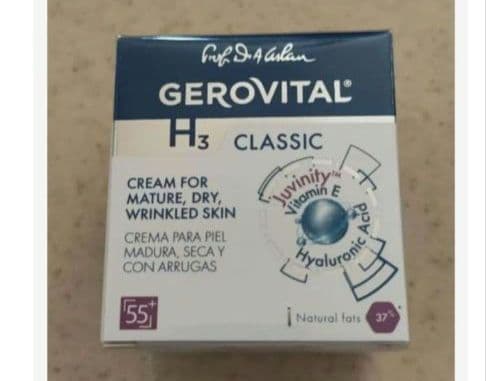 Prof. Dr. A. Aslan
GEROVITAL®
H3 CLASSIC
CREAM FOR
MATURE, DRY,
WRINKLED SKIN
CREMA PARA PIEL
MADURA, SECA Y
CON ARRUGAS
55+
Juvinity™
Vitamin E
Hyaluronic Acid
Natural fats 37%